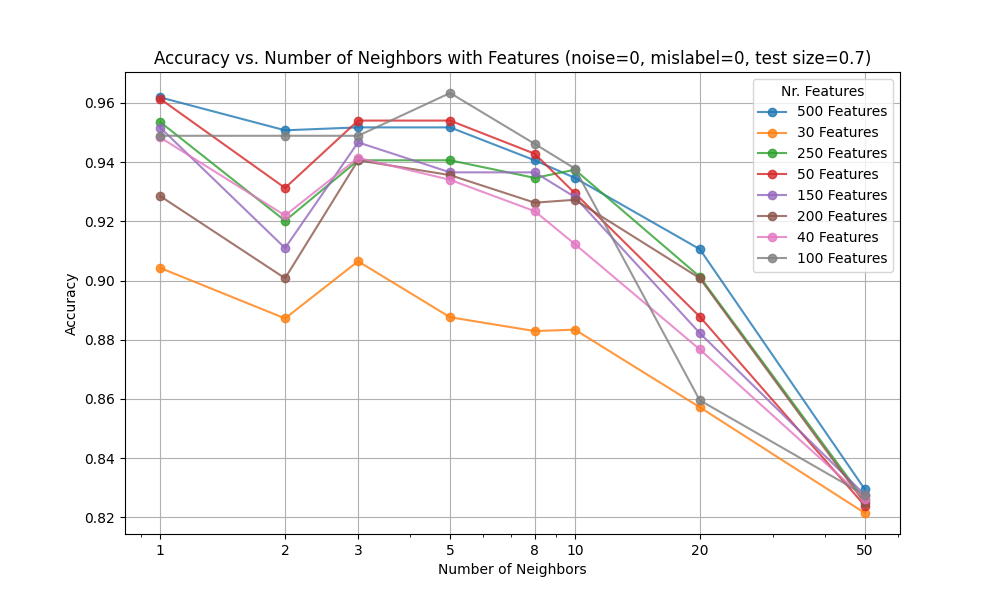 Accuracy vs. Number of Neighbors with Features (noise=0, mislabel=0, test size=0.7)
Accuracy
0.96
0.94
0.92
0.90
0.88
0.86
0.84
0.82
Nr. Features
500 Features
30 Features
250 Features
50 Features
150 Features
200 Features
40 Features
100 Features
1 2 3 5 8 10 20 50
Number of Neighbors